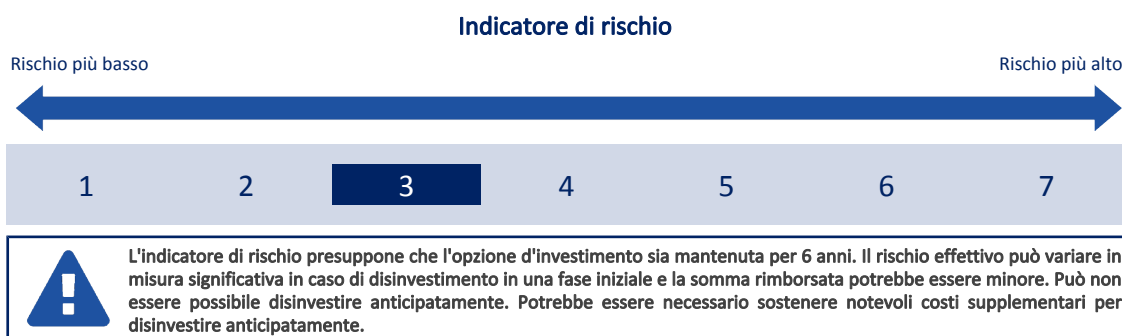 Indicatore di rischio
Rischio più basso
Rischio più alto
1 2 3 4 5 6 7
L'indicatore di rischio presuppone che l'opzione d'investimento sia mantenuta per 6 anni. Il rischio effettivo può variare in
misura significativa in caso di disinvestimento in una fase iniziale e la somma rimborsata potrebbe essere minore. Può non
essere possibile disinvestire anticipatamente. Potrebbe essere necessario sostenere notevoli costi supplementari per
disinvestire anticipatamente.